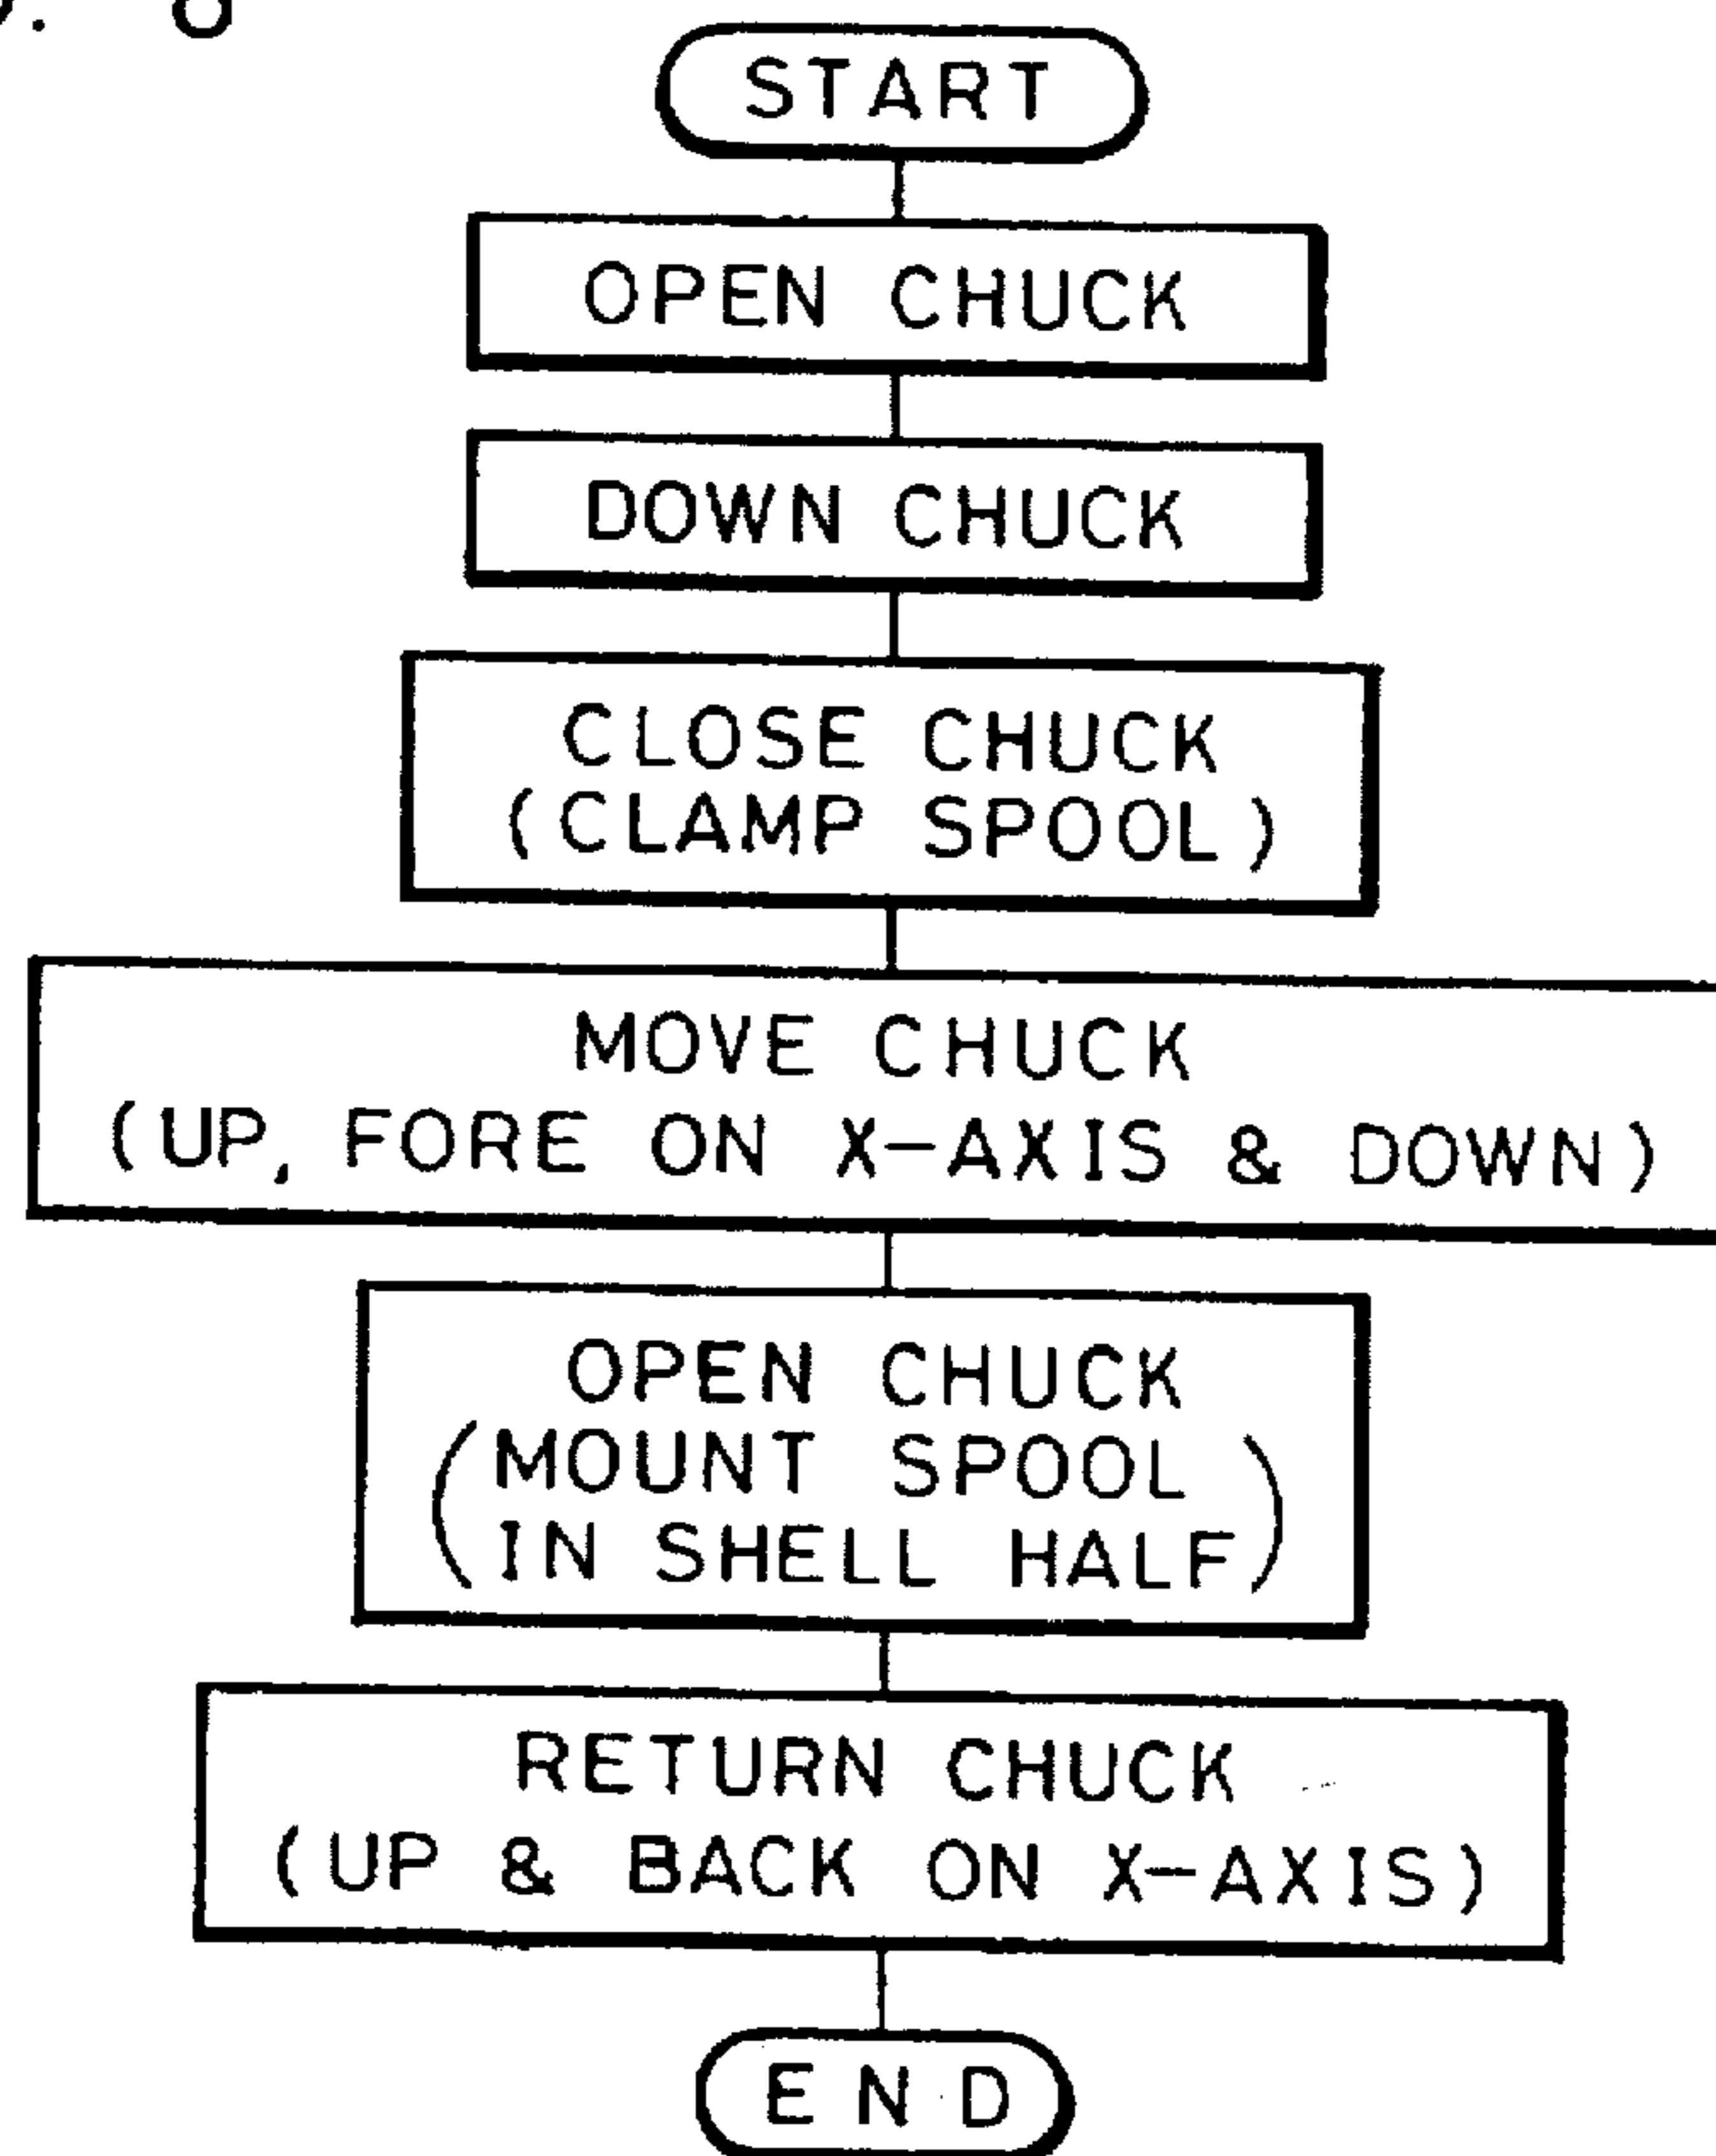 START
OPEN CHUCK
DOWN CHUCK
CLOSE CHUCK
(CLAMP SPOOL)
MOVE CHUCK
(UP, FORE ON X-AXIS & DOWN)
OPEN CHUCK
(MOUNT SPOOL
IN SHELL HALF)
RETURN CHUCK
(UP & BACK ON X-AXIS)
END